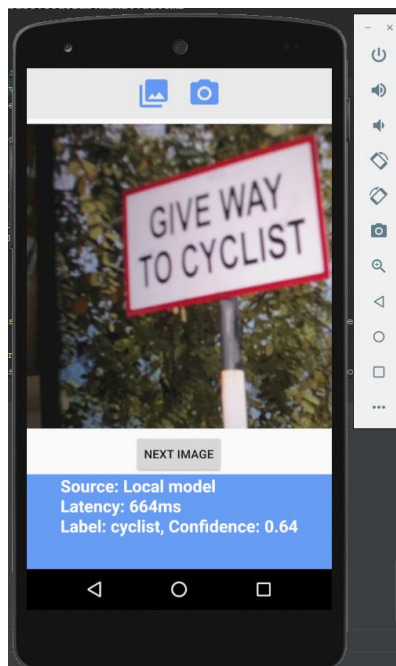 GIVE WAY
TO CYCLIST
NEXT IMAGE
Source: Local model
Latency: 664ms
Label: cyclist, Confidence: 0.64